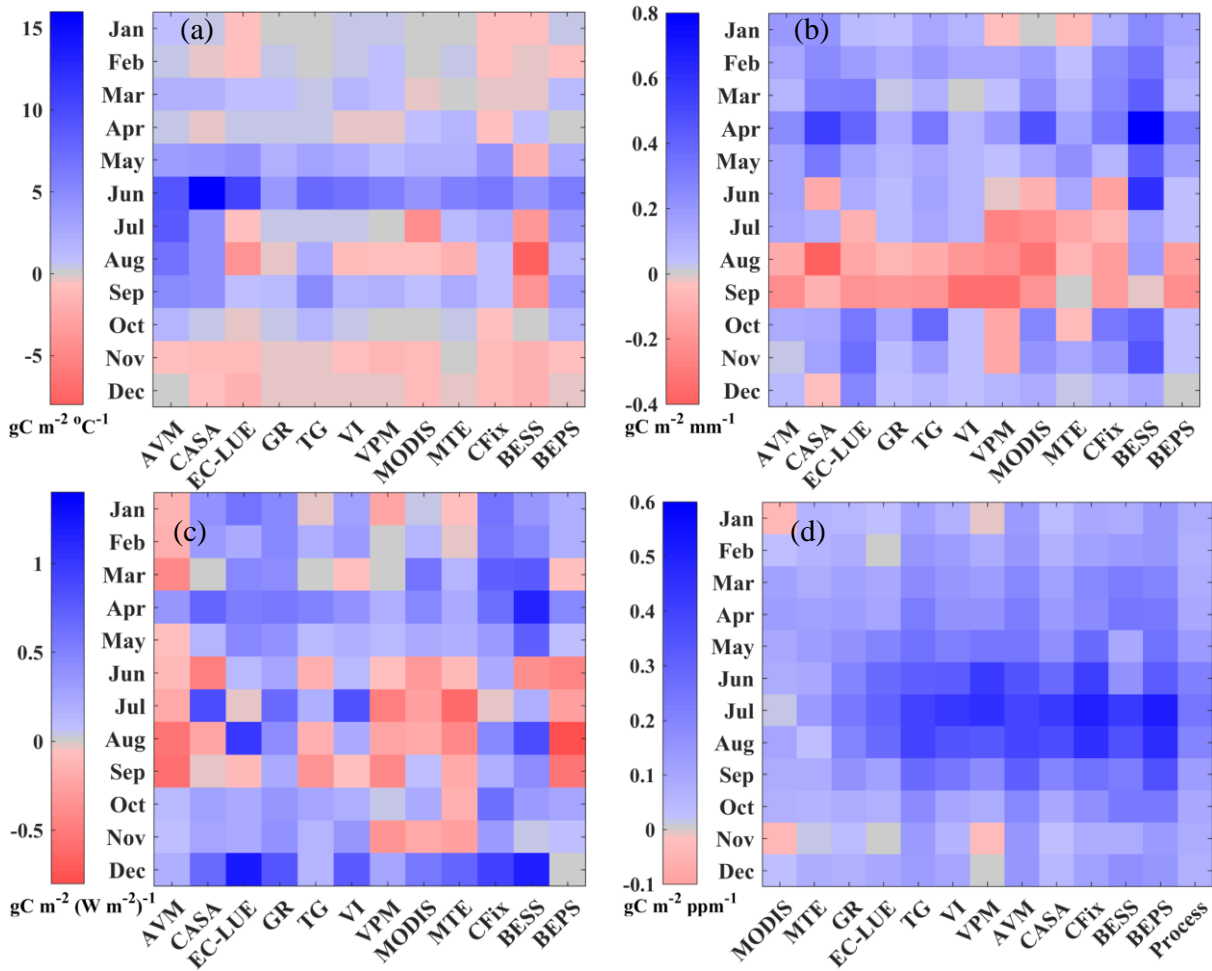 (a)
15
10
5
0
-5
gC m-2 oC-1
Jan
Feb
Mar
Apr
May
Jun
Jul
Aug
Sep
Oct
Nov
Dec
AVM CASA EC-LUE GR TG VI VPM MODIS MTE CFix BESS BEPS
(b)
0.8
0.6
0.4
0.2
0
-0.2
-0.4
gC m-2 mm-1
Jan
Feb
Mar
Apr
May
Jun
Jul
Aug
Sep
Oct
Nov
Dec
AVM CASA EC-LUE GR TG VI VPM MODIS MTE CFix BESS BEPS
(c)
1
0.5
0
-0.5
gC m-2 (W m-2)-1
Jan
Feb
Mar
Apr
May
Jun
Jul
Aug
Sep
Oct
Nov
Dec
AVM CASA EC-LUE GR TG VI VPM MODIS MTE CFix BESS BEPS
(d)
0.6
0.5
0.4
0.3
0.2
0.1
0
-0.1
gC m-2 ppm-1
Jan
Feb
Mar
Apr
May
Jun
Jul
Aug
Sep
Oct
Nov
Dec
MODIS MTE GR EC-LUE TG VI VPM AVM CASA CFix BESS BEPS Process